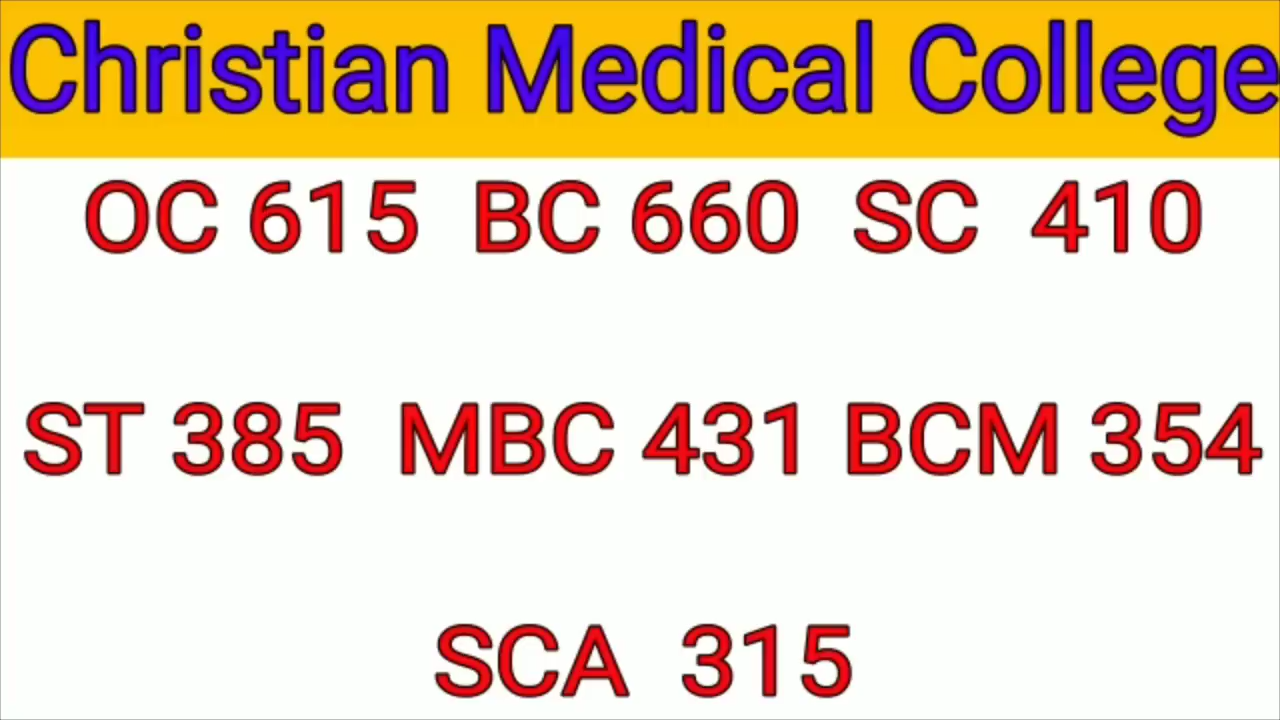 Christian Medical College
OC 615 BC 660 SC 410
ST 385 MBC 431 BCM 354
SCA 315